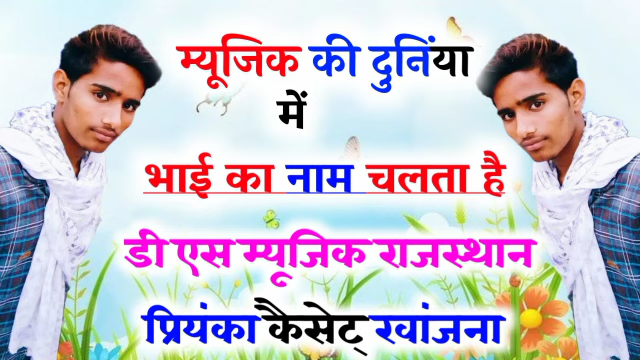 म्यूजिक की दुनिंया
में
भाई का नाम चलता है
डी एस म्यूजिक राजस्थान
प्रियंका कैसेट् खांजना